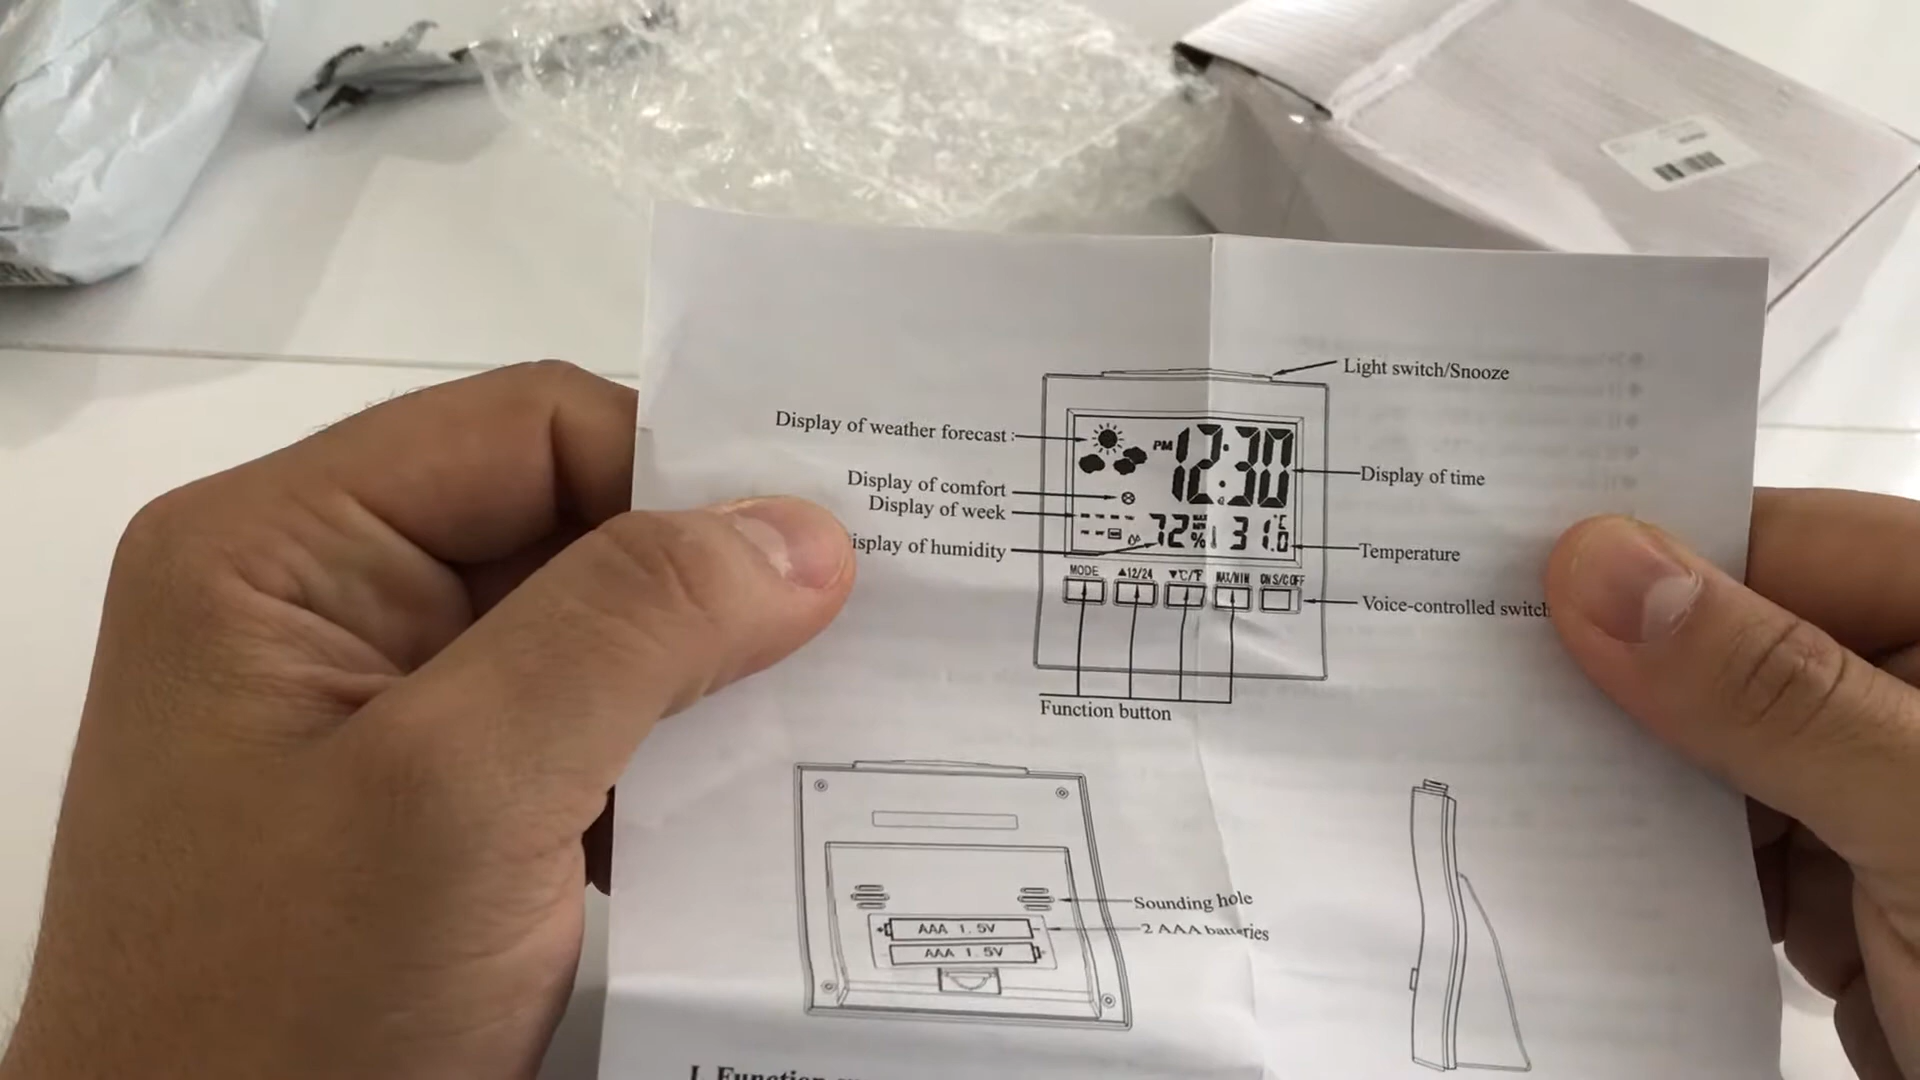 Light switch/Snooze
Display of weather forecast :
PM 12:30
Display of time
Display of comfort
Display of week
isplay of humidity
72% 31.0 °C
Temperature
MODE ▲12/24 ▼°C/°F MAX/MIN ON S/C OFF
Voice-controlled switch
Function button
Sounding hole
AAA 1.5V
2 AAA batteries
AAA 1.5V
I. Function